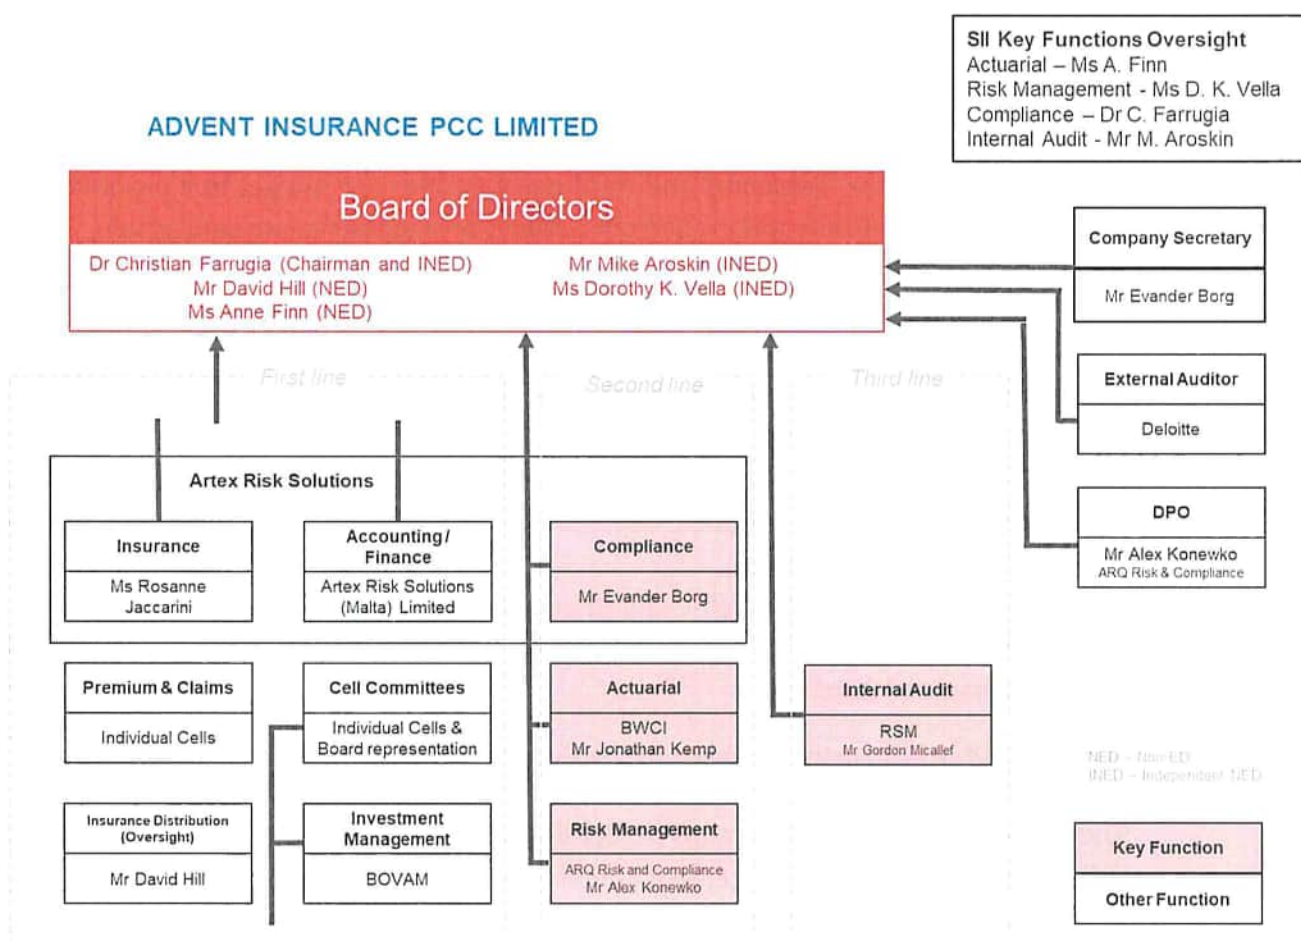 SII Key Functions Oversight
Actuarial – Ms A. Finn
Risk Management - Ms D. K. Vella
Compliance – Dr C. Farrugia
Internal Audit - Mr M. Aroskin
ADVENT INSURANCE PCC LIMITED
Board of Directors
Dr Christian Farrugia (Chairman and INED)
Mr David Hill (NED)
Ms Anne Finn (NED)
Mr Mike Aroskin (INED)
Ms Dorothy K. Vella (INED)
Company Secretary
Mr Evander Borg
External Auditor
Deloitte
DPO
Mr Alex Konewko
ARQ Risk & Compliance
First line
Second line
Third line
Artex Risk Solutions
Insurance
Ms Rosanne
Jaccarini
Accounting /
Finance
Artex Risk Solutions
(Malta) Limited
Compliance
Mr Evander Borg
Premium & Claims
Individual Cells
Cell Committees
Individual Cells &
Board representation
Actuarial
BWCI
Mr Jonathan Kemp
Internal Audit
RSM
Mr Gordon Micallef
Insurance Distribution
(Oversight)
Mr David Hill
Investment
Management
BOVAM
Risk Management
ARQ Risk and Compliance
Mr Alex Konewko
NED – Non ED
INED – Independent NED
Key Function
Other Function